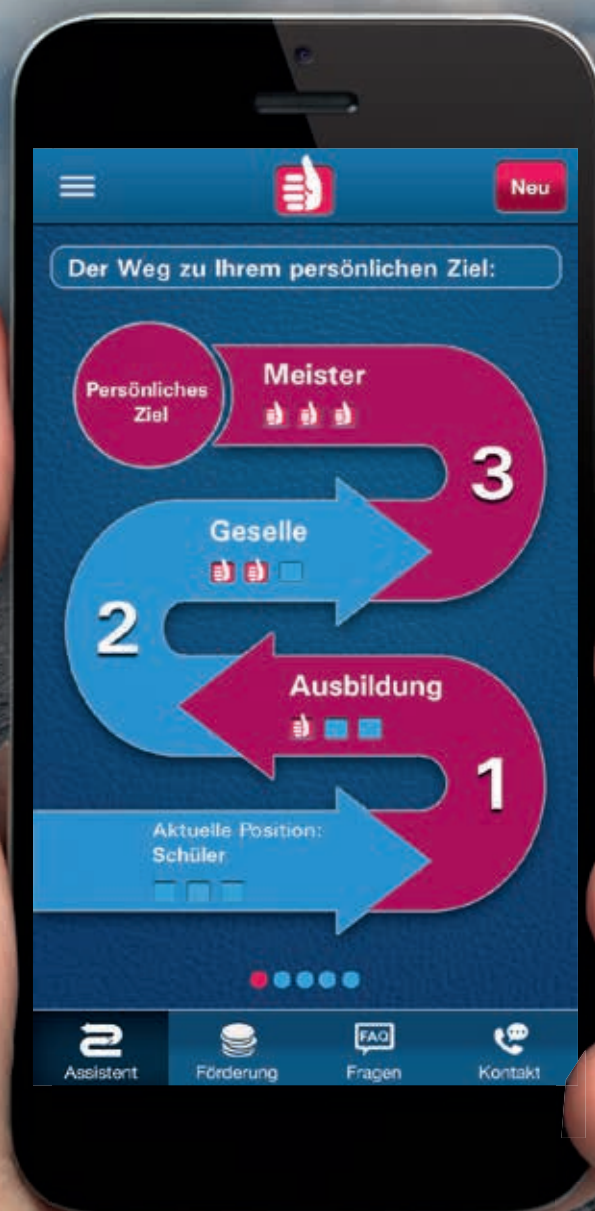 Neu
Der Weg zu Ihrem persönlichen Ziel:
Persönliches
Ziel
Meister
3
Geselle
2
Ausbildung
1
Aktuelle Position:
Schüler
FAQ
Assistent
Förderung
Fragen
Kontakt